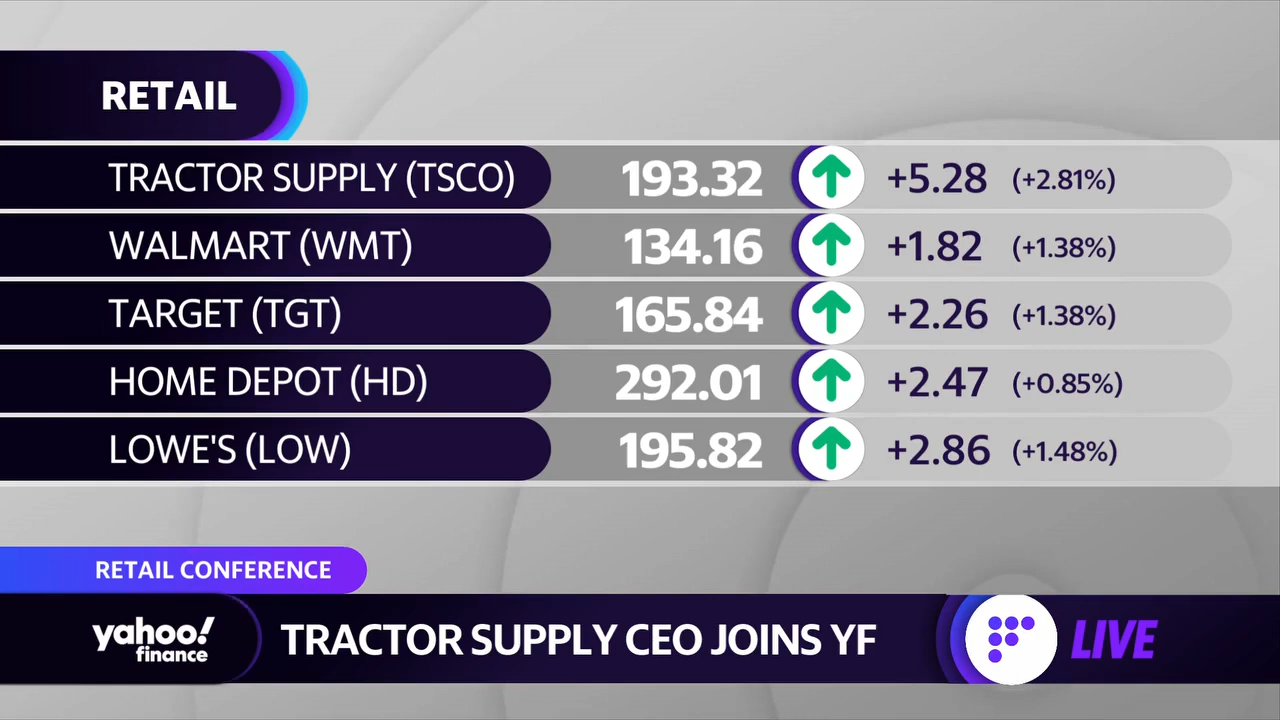 RETAIL
TRACTOR SUPPLY (TSCO) 193.32 +5.28 (+2.81%)
WALMART (WMT) 134.16 +1.82 (+1.38%)
TARGET (TGT) 165.84 +2.26 (+1.38%)
HOME DEPOT (HD) 292.01 +2.47 (+0.85%)
LOWE'S (LOW) 195.82 +2.86 (+1.48%)
RETAIL CONFERENCE
yahoo!
finance
TRACTOR SUPPLY CEO JOINS YF
LIVE